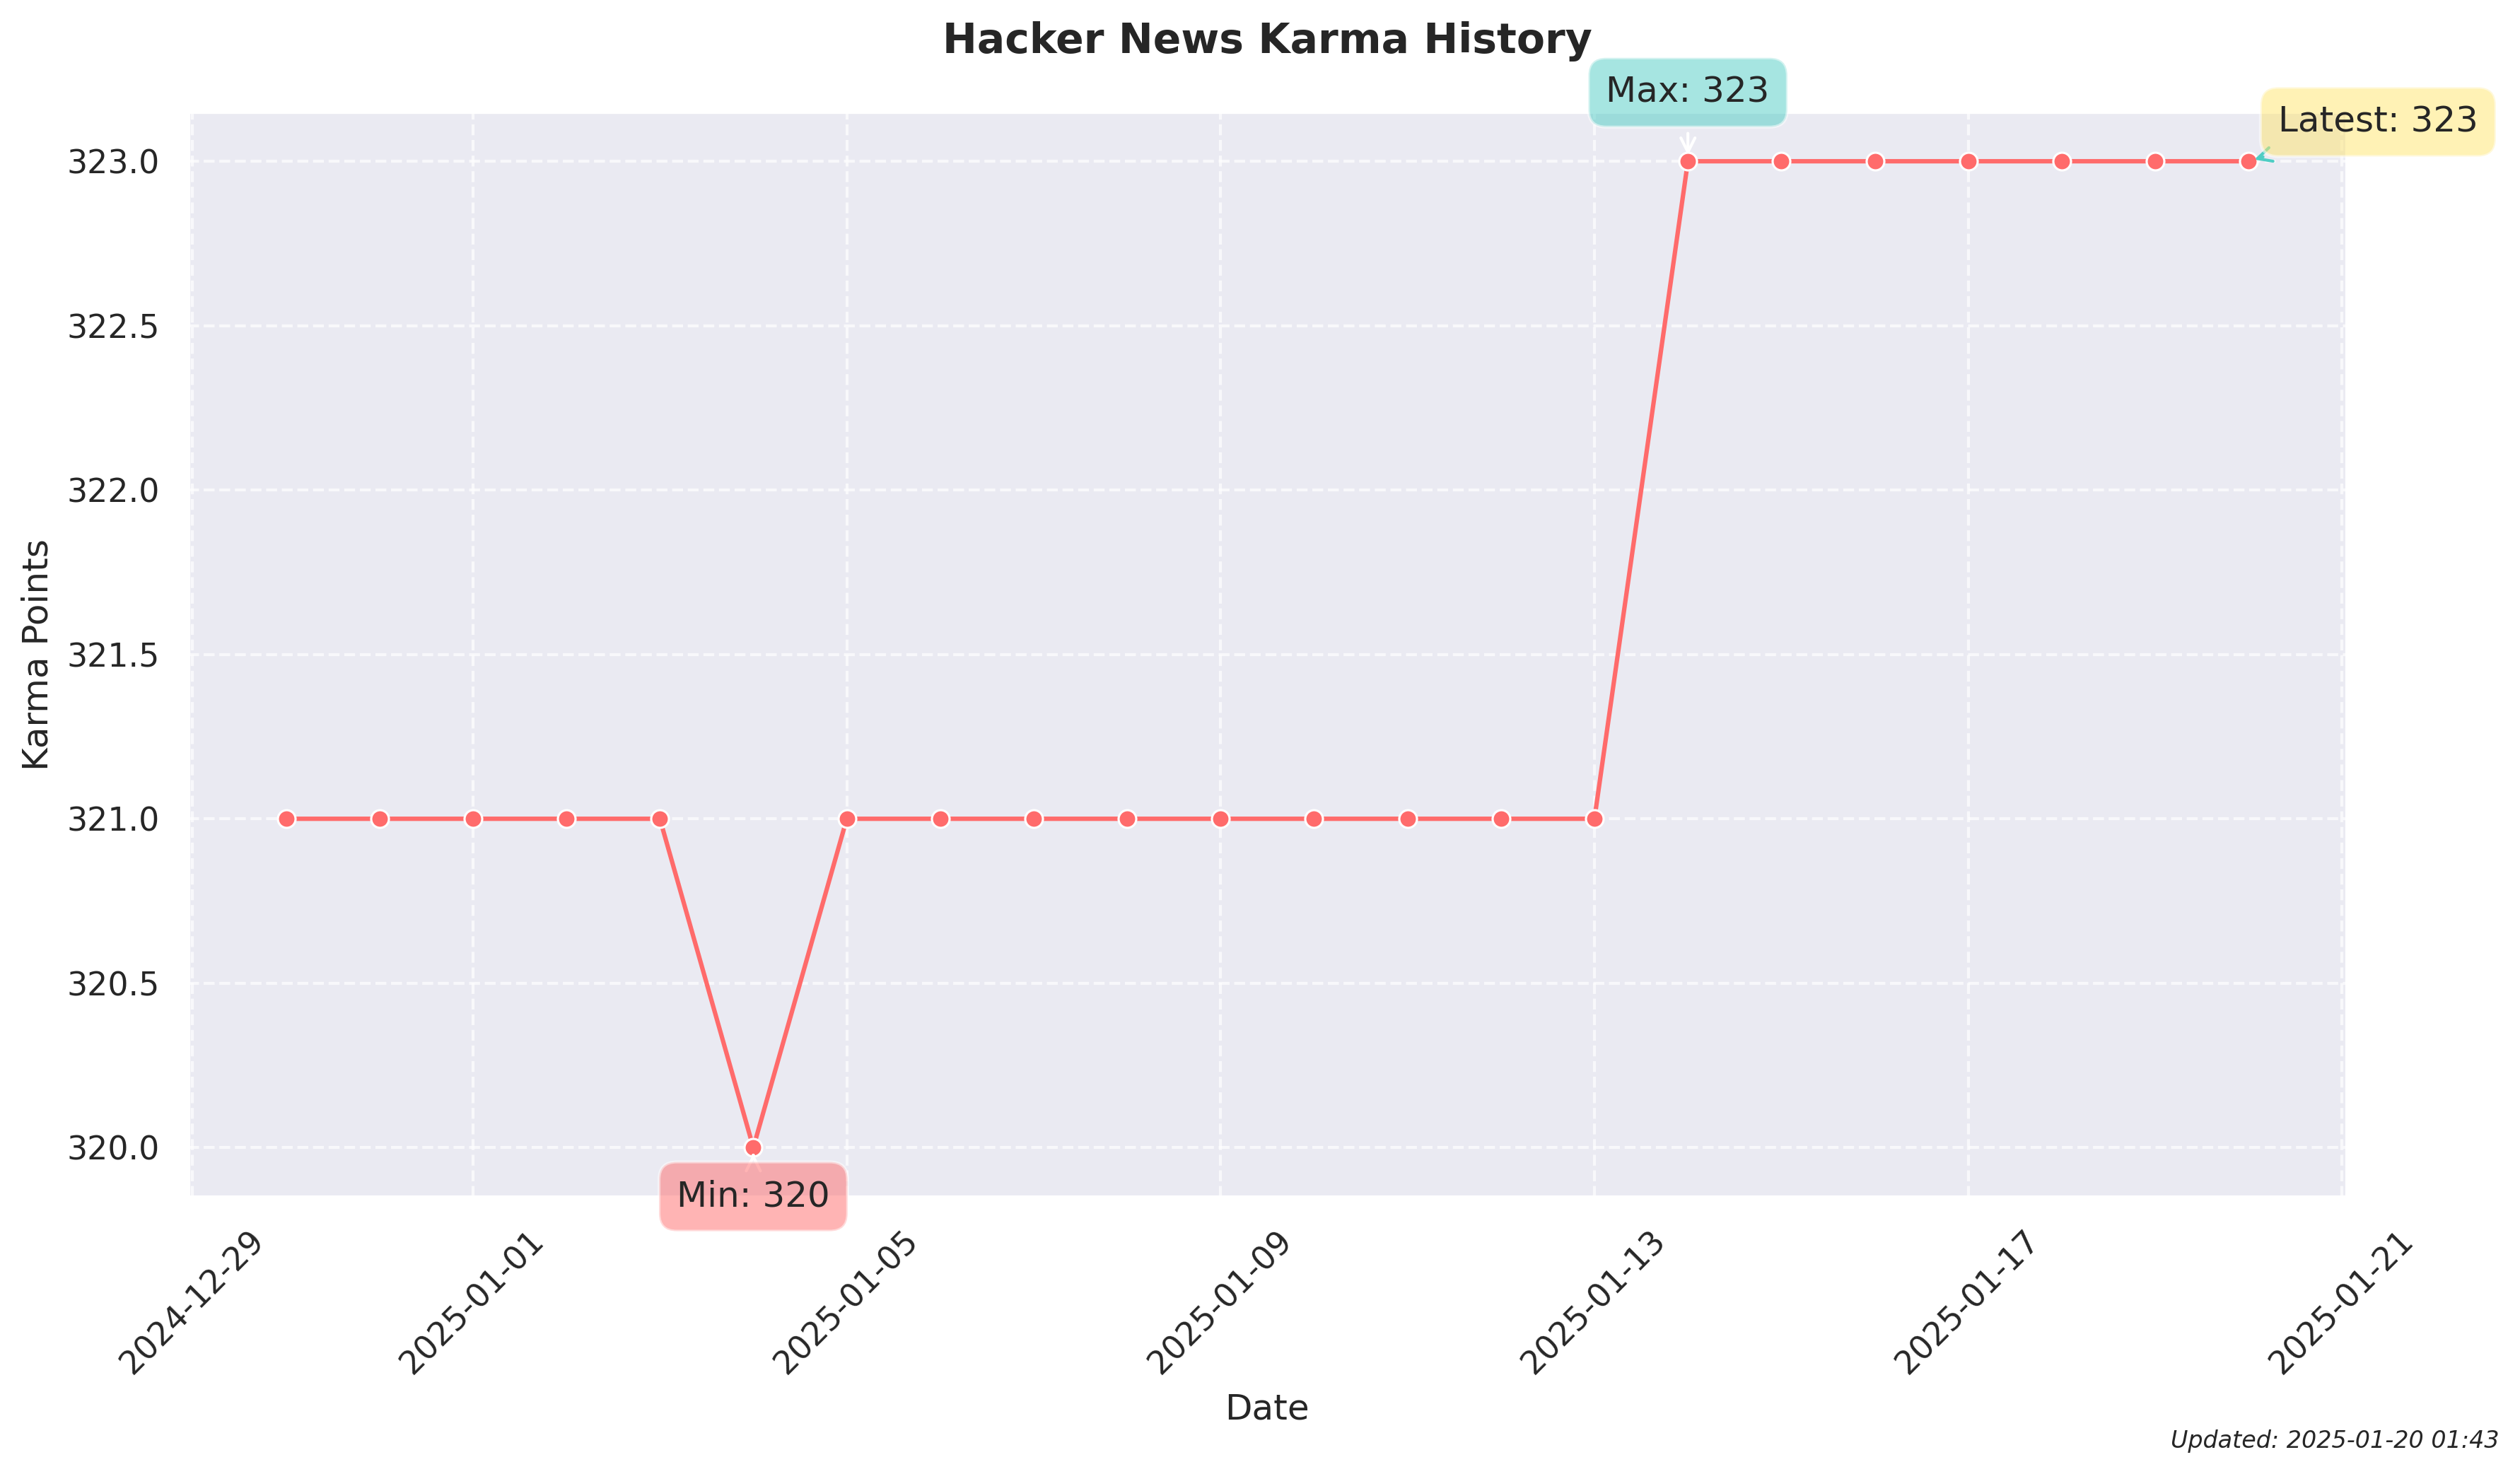 Hacker News Karma History
Max: 323
Latest: 323
323.0
322.5
322.0
321.5
321.0
320.5
320.0
Karma Points
Min: 320
2024-12-29
2025-01-01
2025-01-05
2025-01-09
2025-01-13
2025-01-17
2025-01-21
Date
Updated: 2025-01-20 01:43